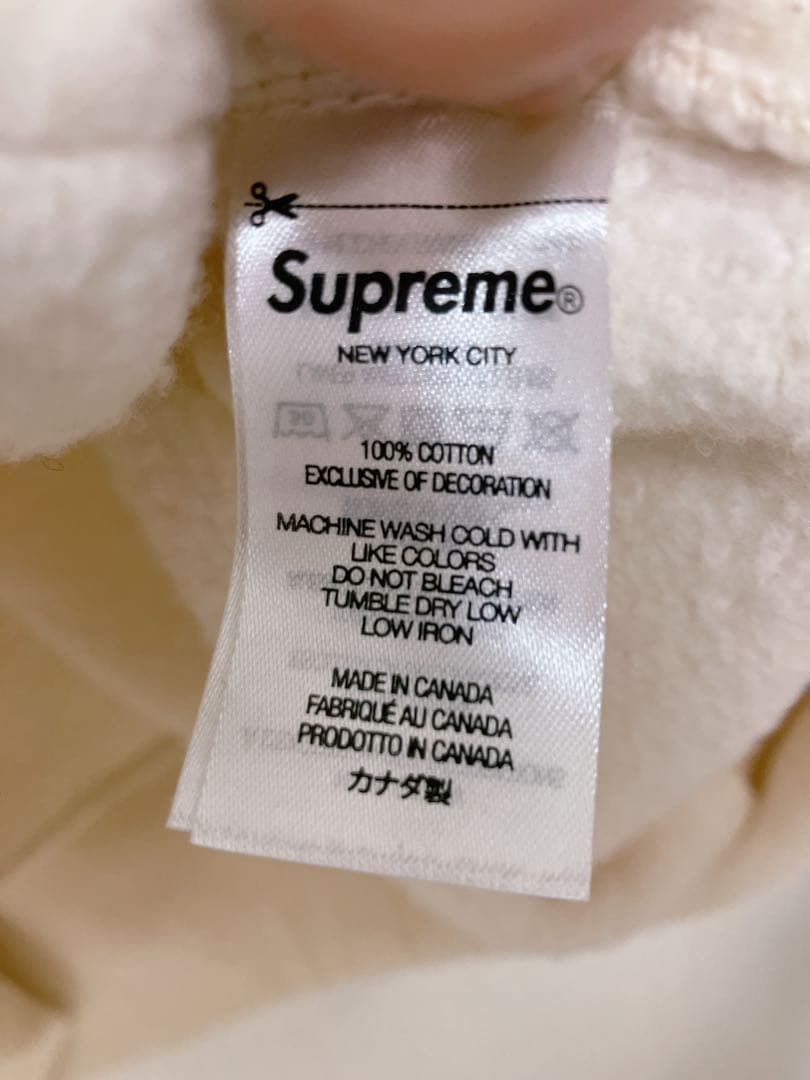 Supreme®
NEW YORK CITY
100% COTTON
EXCLUSIVE OF DECORATION
MACHINE WASH COLD WITH
LIKE COLORS
DO NOT BLEACH
TUMBLE DRY LOW
LOW IRON
MADE IN CANADA
FABRIQUÉ AU CANADA
PRODOTTO IN CANADA
カナダ製